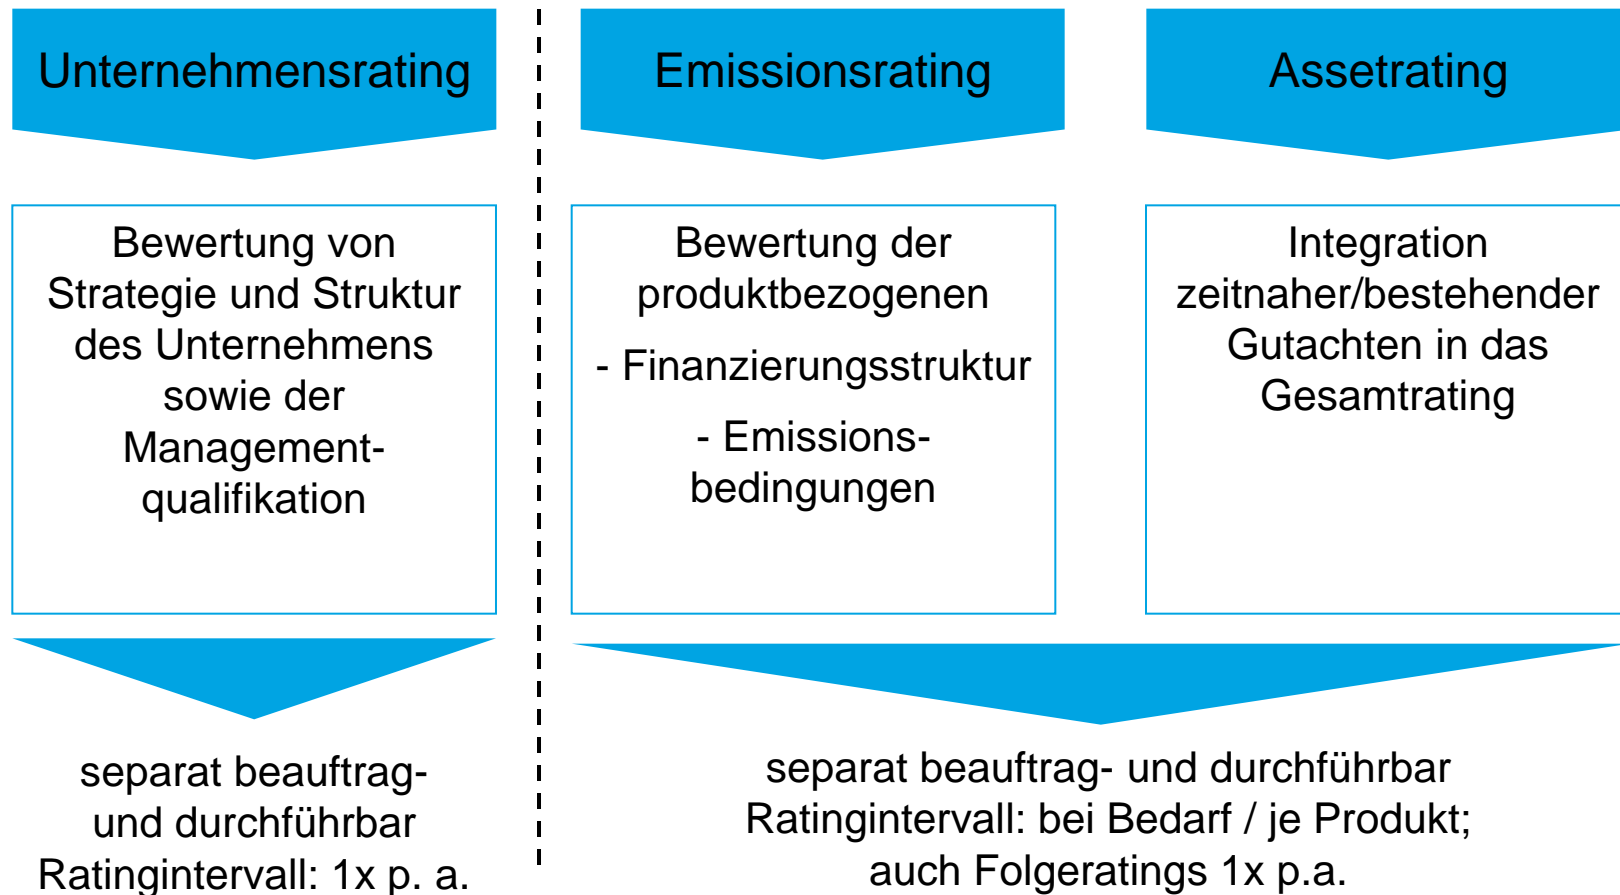 Unternehmensrating
Emissionsrating
Assetrating
Bewertung von
Strategie und Struktur
des Unternehmens
sowie der
Management-
qualifikation
Bewertung der
produktbezogenen
- Finanzierungsstruktur
- Emissions-
bedingungen
Integration
zeitnaher/bestehender
Gutachten in das
Gesamtrating
separat beauftrag-
und durchführbar
Ratingintervall: 1x p. a.
separat beauftrag- und durchführbar
Ratingintervall: bei Bedarf / je Produkt;
auch Folgeratings 1x p.a.